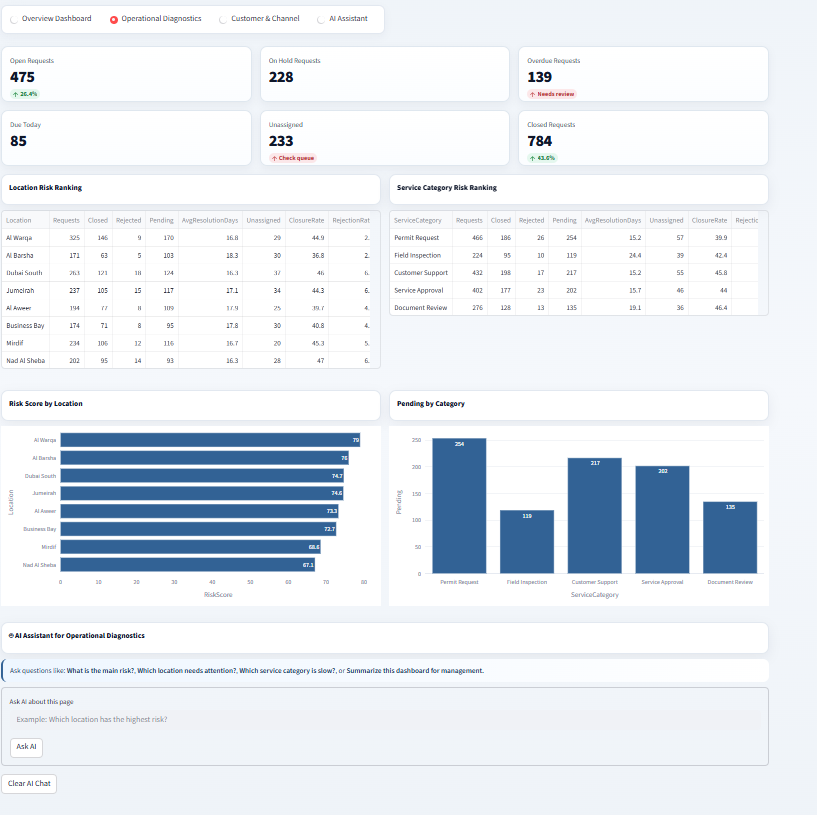 Overview Dashboard Operational Diagnostics Customer & Channel AI Assistant
Open Requests
475
↑ 26.4%
On Hold Requests
228
Overdue Requests
139
↑ Needs review
Due Today
85
Unassigned
233
↑ Check queue
Closed Requests
784
↑ 43.6%
Location Risk Ranking
Location Requests Closed Rejected Pending AvgResolutionDays Unassigned ClosureRate RejectionRat
Al Warqa 325 146 9 170 16.8 29 44.9 2.
Al Barsha 171 63 5 103 18.3 30 36.8 2.
Dubai South 263 121 18 124 16.3 37 46 6.
Jumeirah 237 105 15 117 17.1 34 44.3 6.
Al Aweer 194 77 8 109 17.9 25 39.7 4.
Business Bay 174 71 8 95 17.8 30 40.8 4.
Mirdif 234 106 12 116 16.7 20 45.3 5.
Nad Al Sheba 202 95 14 93 16.3 28 47 6.
Service Category Risk Ranking
ServiceCategory Requests Closed Rejected Pending AvgResolutionDays Unassigned ClosureRate Rejectic
Permit Request 466 186 26 254 15.2 57 39.9
Field Inspection 224 95 10 119 24.4 39 42.4
Customer Support 432 198 17 217 15.2 55 45.8
Service Approval 402 177 23 202 15.7 46 44
Document Review 276 128 13 135 19.1 36 46.4
Risk Score by Location
Location
Al Warqa 79
Al Barsha 76
Dubai South 74.7
Jumeirah 74.6
Al Aweer 73.3
Business Bay 72.7
Mirdif 68.6
Nad Al Sheba 67.1
0 10 20 30 40 50 60 70 80
RiskScore
Pending by Category
Pending
250
200
150
100
50
0
254 119 217 202 135
Permit Request Field Inspection Customer Support Service Approval Document Review
ServiceCategory
AI Assistant for Operational Diagnostics
Ask questions like: What is the main risk?, Which location needs attention?, Which service category is slow?, or Summarize this dashboard for management.
Ask AI about this page
Example: Which location has the highest risk?
Ask AI
Clear AI Chat